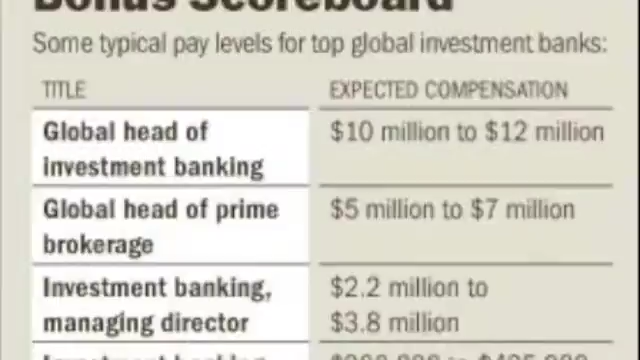 Bonus Scoreboard
Some typical pay levels for top global investment banks:
TITLE
EXPECTED COMPENSATION
Global head of
investment banking
$10 million to $12 million
Global head of prime
brokerage
$5 million to $7 million
Investment banking,
managing director
$2.2 million to
$3.8 million